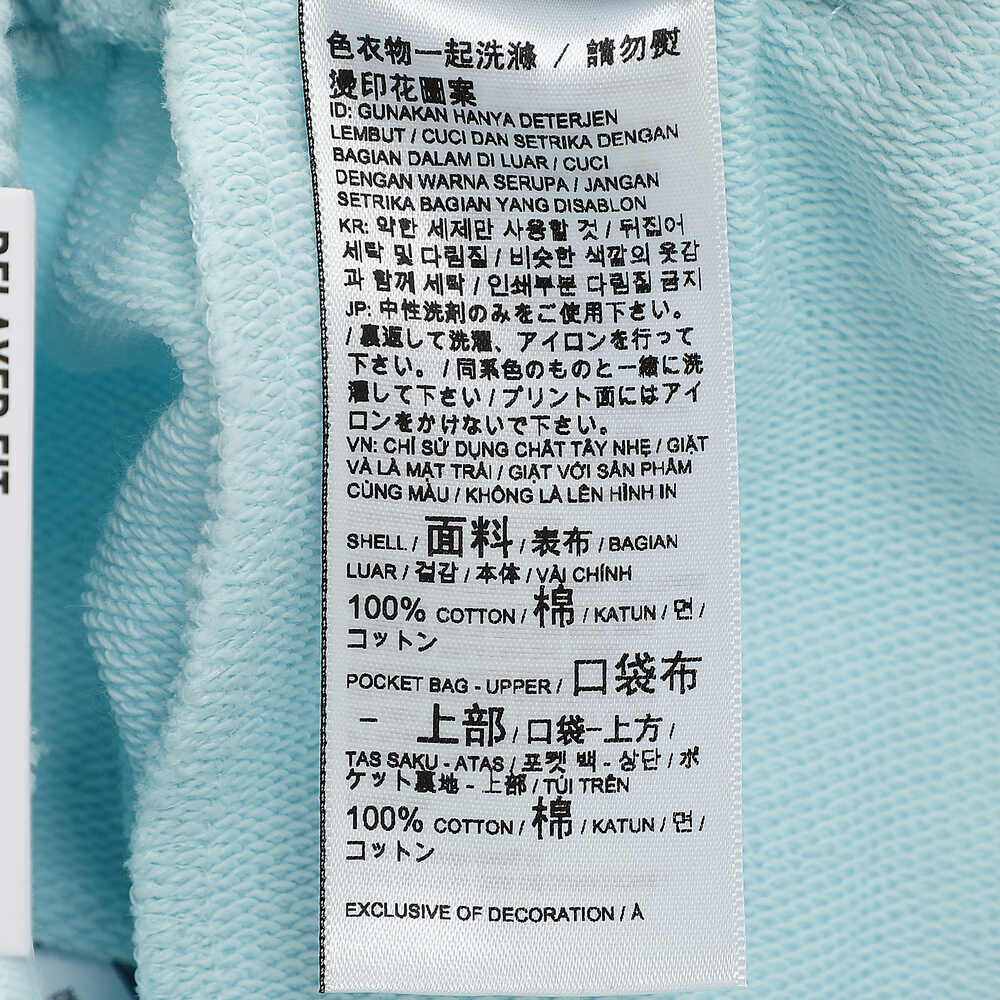 色衣物一起洗滌 / 請勿熨
燙印花圖案
ID: GUNAKAN HANYA DETERJEN
LEMBUT / CUCI DAN SETRIKA DENGAN
BAGIAN DALAM DI LUAR / CUCI
DENGAN WARNA SERUPA / JANGAN
SETRIKA BAGIAN YANG DISABLON
KR: 약한 세제만 사용할 것 / 뒤집어
세탁 및 다림질 / 비슷한 색깔의 옷감
과 함께 세탁 / 인쇄부분 다림질 금지
JP: 中性洗剤のみをご使用下さい。
/ 裏返して洗濯、アイロンを行って
下さい。 / 同系色のものと一緒に洗
濯して下さい / プリント面にはアイ
ロンをかけないで下さい。
VN: CHỈ SỬ DỤNG CHẤT TẨY NHẸ / GIẶT
VÀ LÀ MẶT TRÁI / GIẶT VỚI SẢN PHẨM
CÙNG MÀU / KHÔNG LÀ LÊN HÌNH IN
SHELL / 面料 / 表布 / BAGIAN
LUAR / 겉감 / 本体 / VẢI CHÍNH
100% COTTON / 棉 / KATUN / 면 /
コットン
POCKET BAG - UPPER / 口袋布
- 上部 / 口袋-上方 /
TAS SAKU - ATAS / 포켓 백 - 상단 / ポ
ケット裏地 - 上部 / TÚI TRÊN
100% COTTON / 棉 / KATUN / 면 /
コットン
EXCLUSIVE OF DECORATION / À